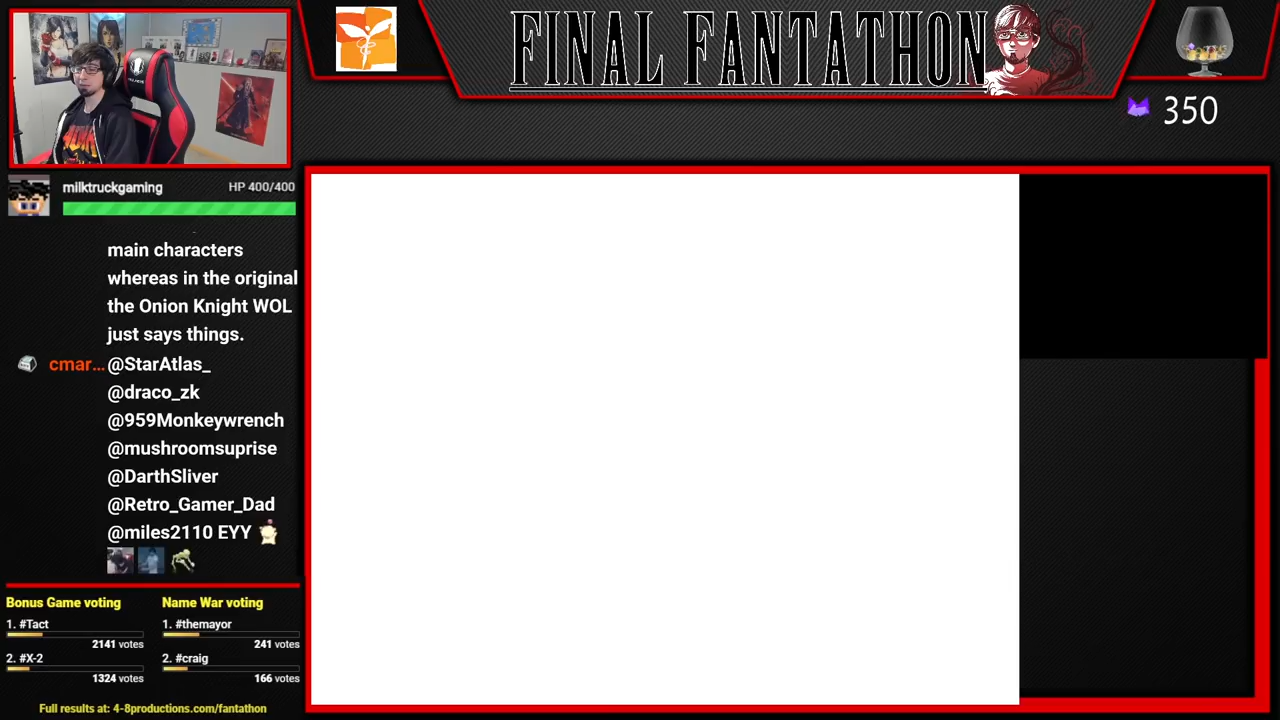 FINAL FANTATHON
350
milktruckgaming HP 400/400
main characters
whereas in the original
the Onion Knight WOL
just says things.
cmar... @StarAtlas_
@draco_zk
@959Monkeywrench
@mushroomsuprise
@DarthSliver
@Retro_Gamer_Dad
@miles2110 EYY
Bonus Game voting
1. #Tact
2141 votes
2. #X-2
1324 votes
Name War voting
1. #themayor
241 votes
2. #craig
166 votes
Full results at: 4-8productions.com/fantathon